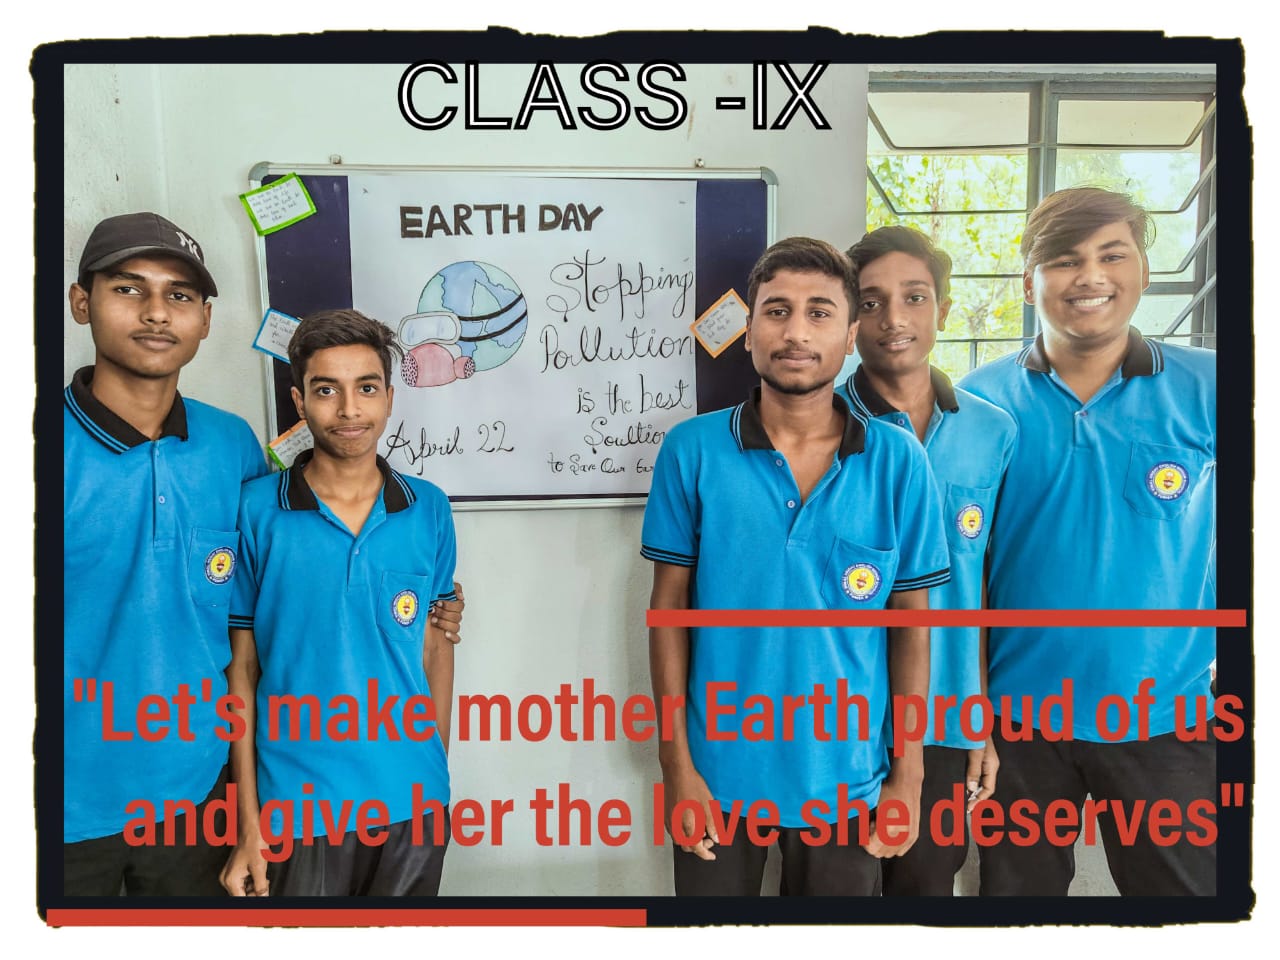 CLASS -IX
EARTH DAY
Stopping
Pollution
is the best
Soultion
to Save Our
April 22
"Let's make mother Earth proud of us
and give her the love she deserves"